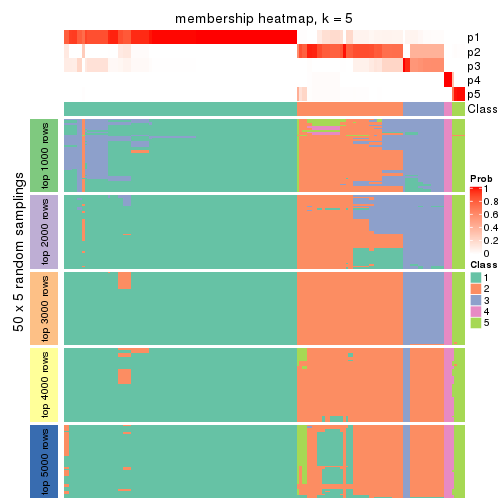 membership heatmap, k = 5
p1
p2
p3
p4
p5
Class
50 x 5 random samplings
top 1000 rows
top 2000 rows
top 3000 rows
top 4000 rows
top 5000 rows
Prob
1
0.8
0.6
0.4
0.2
0
Class
1
2
3
4
5